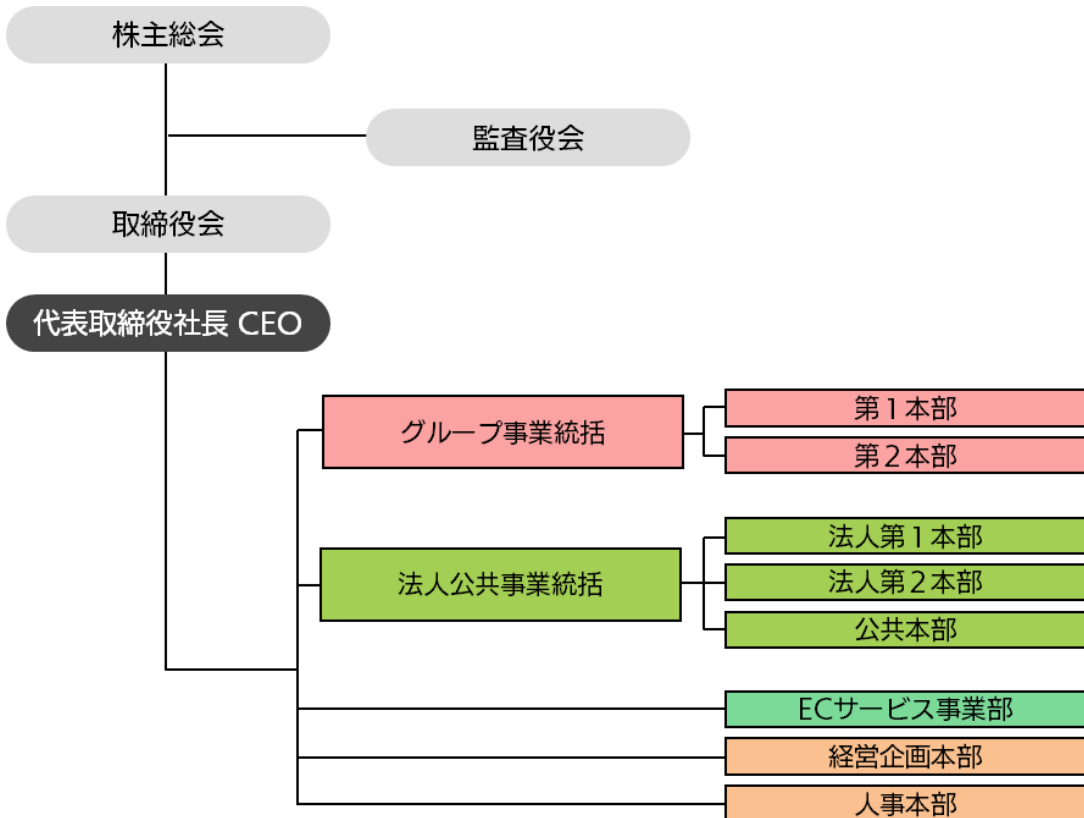 株主総会
監査役会
取締役会
代表取締役社長 CEO
グループ事業統括
第1本部
第2本部
法人公共事業統括
法人第1本部
法人第2本部
公共本部
ECサービス事業部
経営企画本部
人事本部